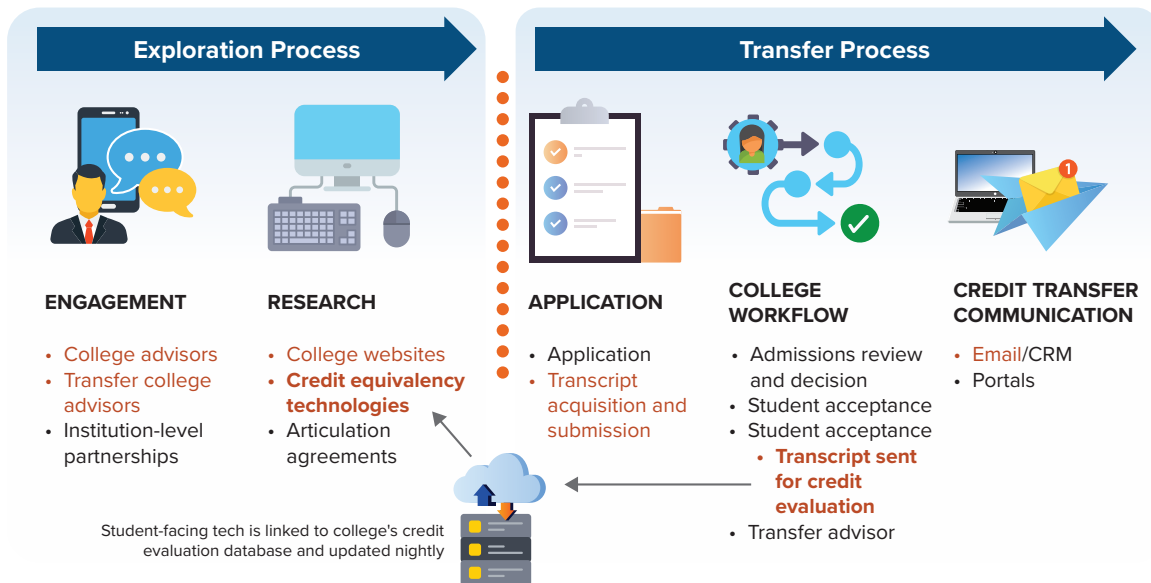 Exploration Process
Transfer Process
1
ENGAGEMENT
• College advisors
• Transfer college
advisors
• Institution-level
partnerships
RESEARCH
• College websites
• Credit equivalency
technologies
• Articulation
agreements
APPLICATION
• Application
• Transcript
acquisition and
submission
COLLEGE
WORKFLOW
• Admissions review
and decision
• Student acceptance
• Student acceptance
• Transcript sent
for credit
evaluation
• Transfer advisor
CREDIT TRANSFER
COMMUNICATION
• Email/CRM
• Portals
Student-facing tech is linked to college's credit
evaluation database and updated nightly